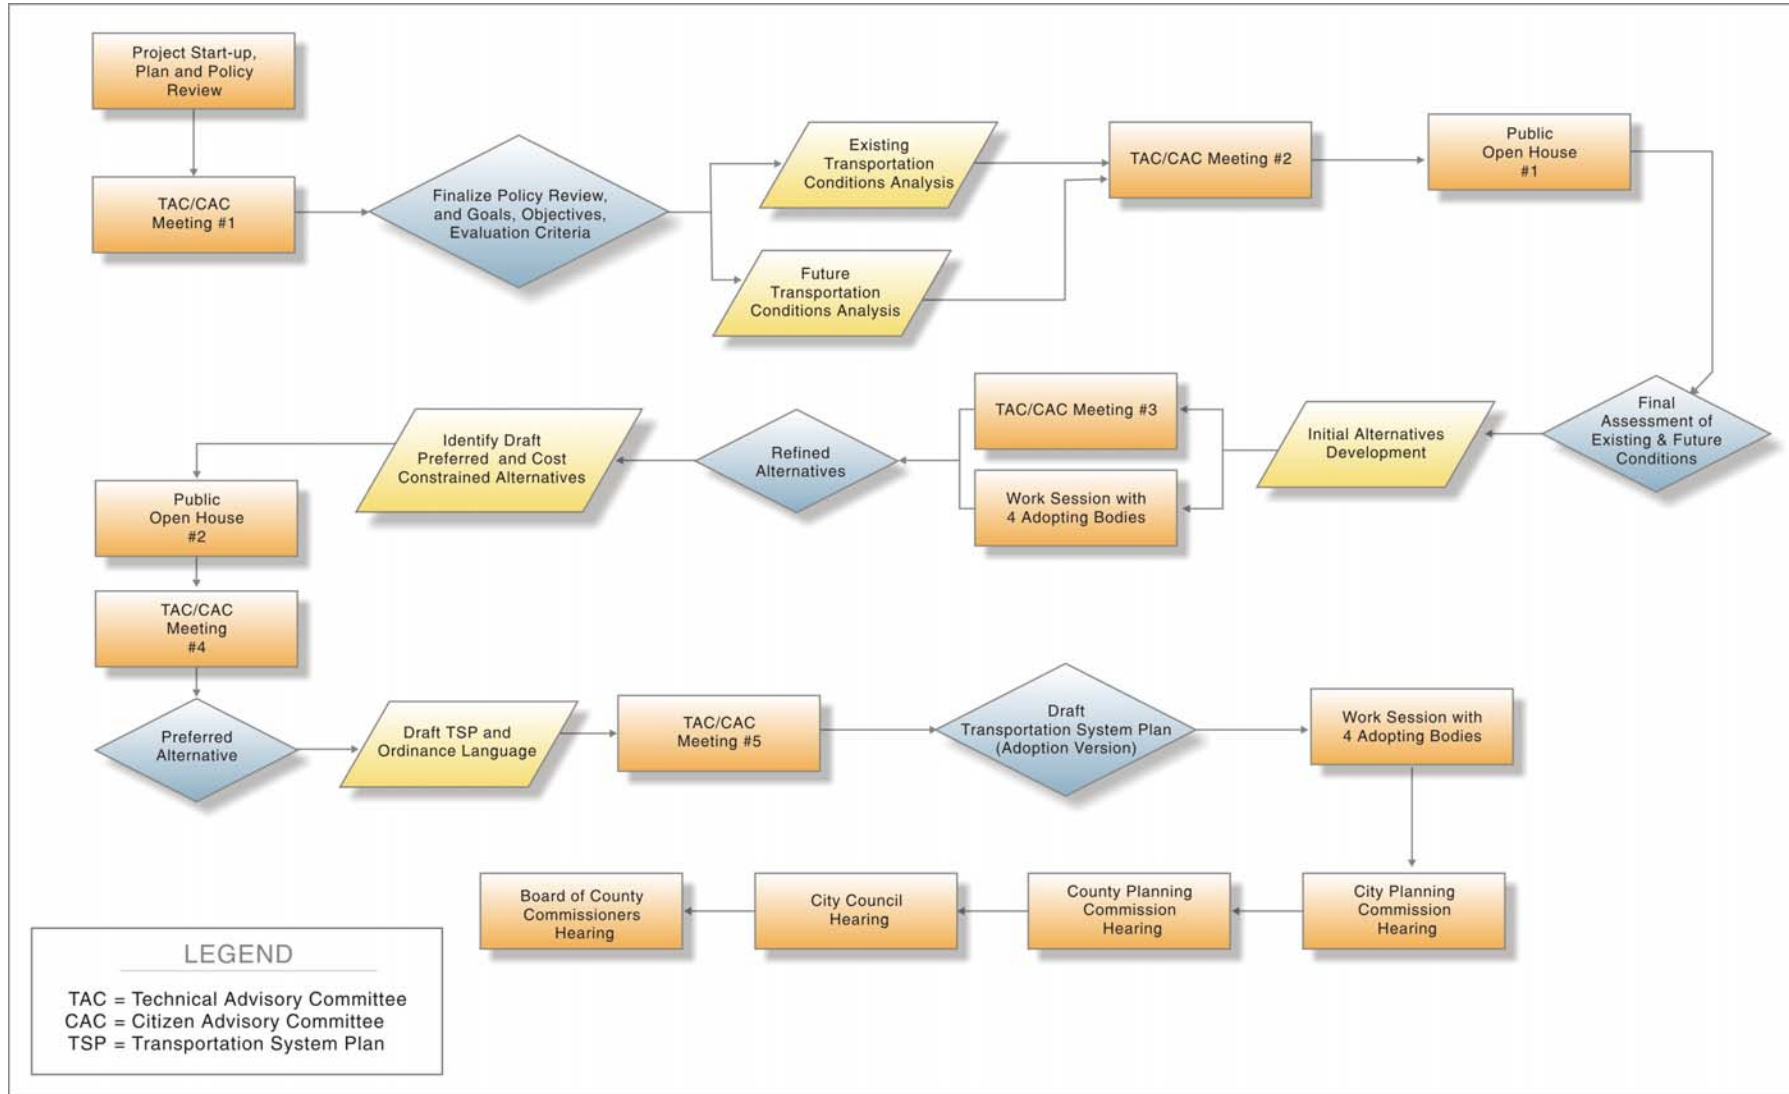 Project Start-up,
Plan and Policy
Review
TAC/CAC
Meeting #1
Finalize Policy Review,
and Goals, Objectives,
Evaluation Criteria
Existing
Transportation
Conditions Analysis
Future
Transportation
Conditions Analysis
TAC/CAC Meeting #2
Public
Open House
#1
Final
Assessment of
Existing & Future
Conditions
Initial Alternatives
Development
TAC/CAC Meeting #3
Work Session with
4 Adopting Bodies
Refined
Alternatives
Identify Draft
Preferred and Cost
Constrained Alternatives
Public
Open House
#2
TAC/CAC
Meeting
#4
Preferred
Alternative
Draft TSP and
Ordinance Language
TAC/CAC
Meeting #5
Draft
Transportation System Plan
(Adoption Version)
Work Session with
4 Adopting Bodies
City Planning
Commission
Hearing
County Planning
Commission
Hearing
City Council
Hearing
Board of County
Commissioners
Hearing
LEGEND
TAC = Technical Advisory Committee
CAC = Citizen Advisory Committee
TSP = Transportation System Plan